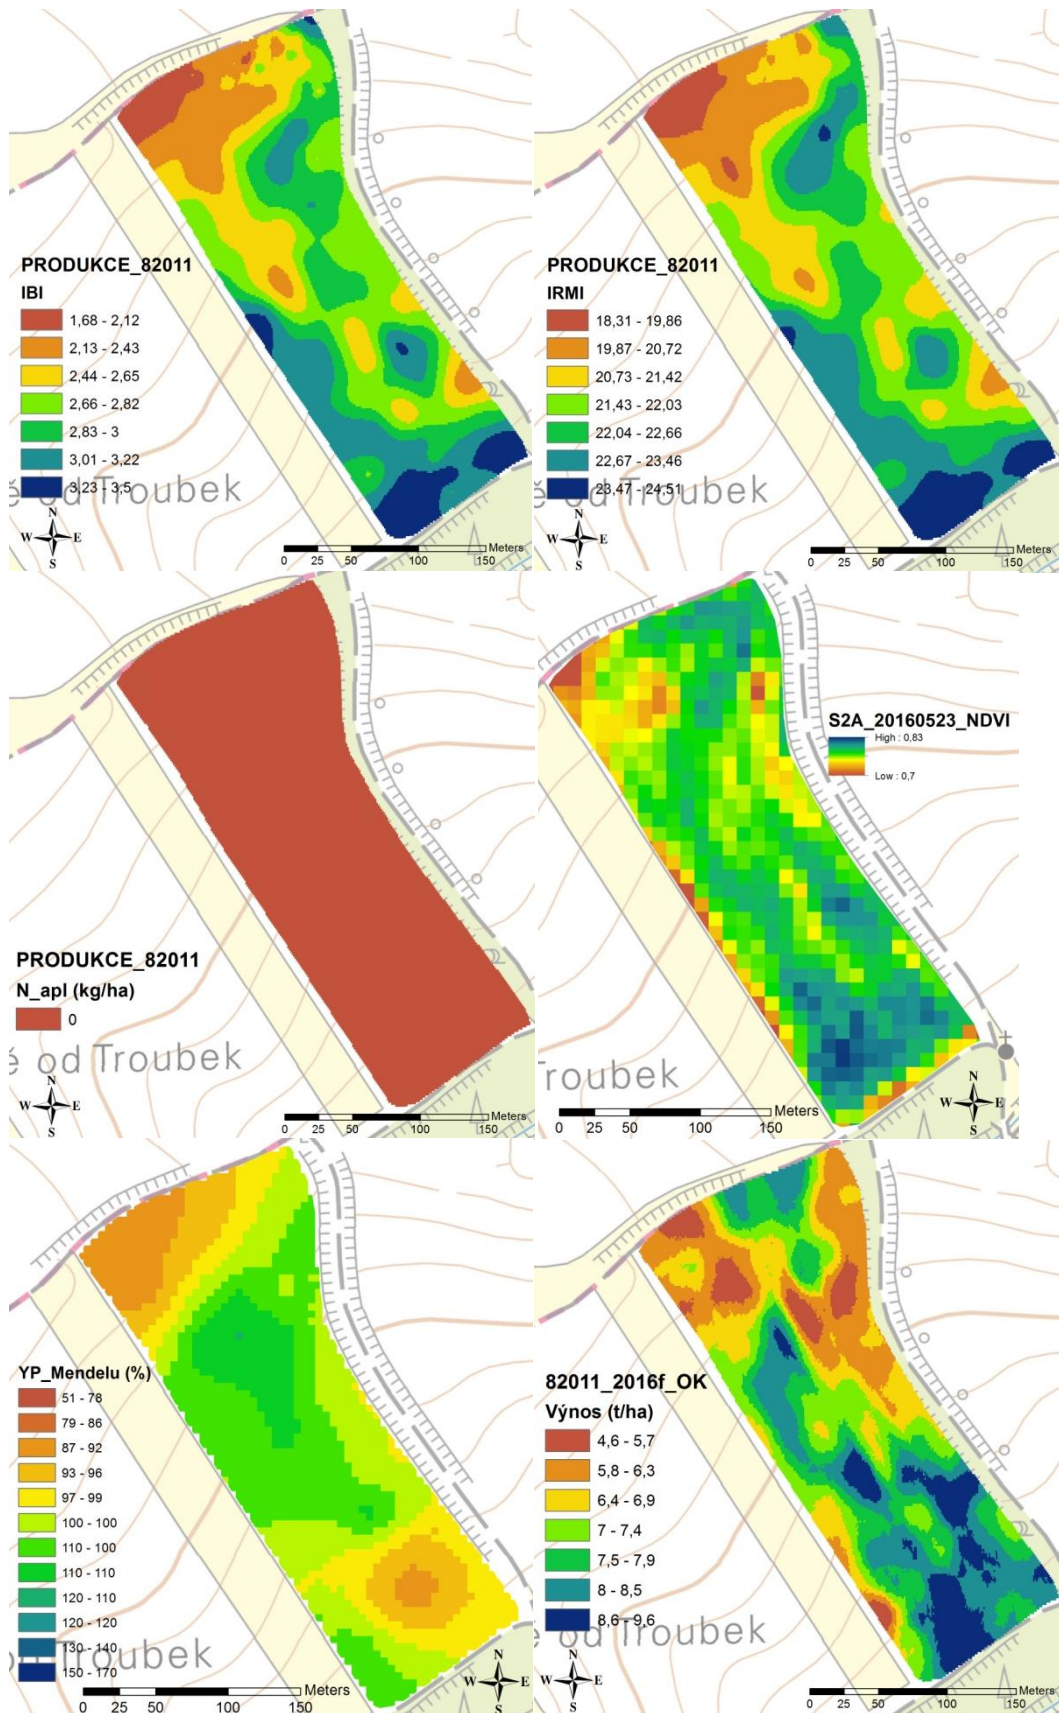 PRODUKCE_82011
IBI
1,68 - 2,12
2,13 - 2,43
2,44 - 2,65
2,66 - 2,82
2,83 - 3
3,01 - 3,22
3,23 - 3,5
ě od Troubek
N
W E
S
0 25 50 100 150 Meters
PRODUKCE_82011
IRMI
18,31 - 19,86
19,87 - 20,72
20,73 - 21,42
21,43 - 22,03
22,04 - 22,66
22,67 - 23,46
23,47 - 24,51
ě od Troubek
N
W E
S
0 25 50 100 150 Meters
PRODUKCE_82011
N_apl (kg/ha)
0
ě od Troubek
N
W E
S
0 25 50 100 150 Meters
S2A_20160523_NDVI
High : 0,83
Low : 0,7
roubek
N
W E
S
0 25 50 100 150 Meters
YP_Mendelu (%)
51 - 78
79 - 86
87 - 92
93 - 96
97 - 99
100 - 100
110 - 100
110 - 110
120 - 110
120 - 120
130 - 140
150 - 170
od Troubek
N
W E
S
0 25 50 100 150 Meters
82011_2016f_OK
Výnos (t/ha)
4,6 - 5,7
5,8 - 6,3
6,4 - 6,9
7 - 7,4
7,5 - 7,9
8 - 8,5
8,6 - 9,6
ě od Troubek
N
W E
S
0 25 50 100 150 Meters